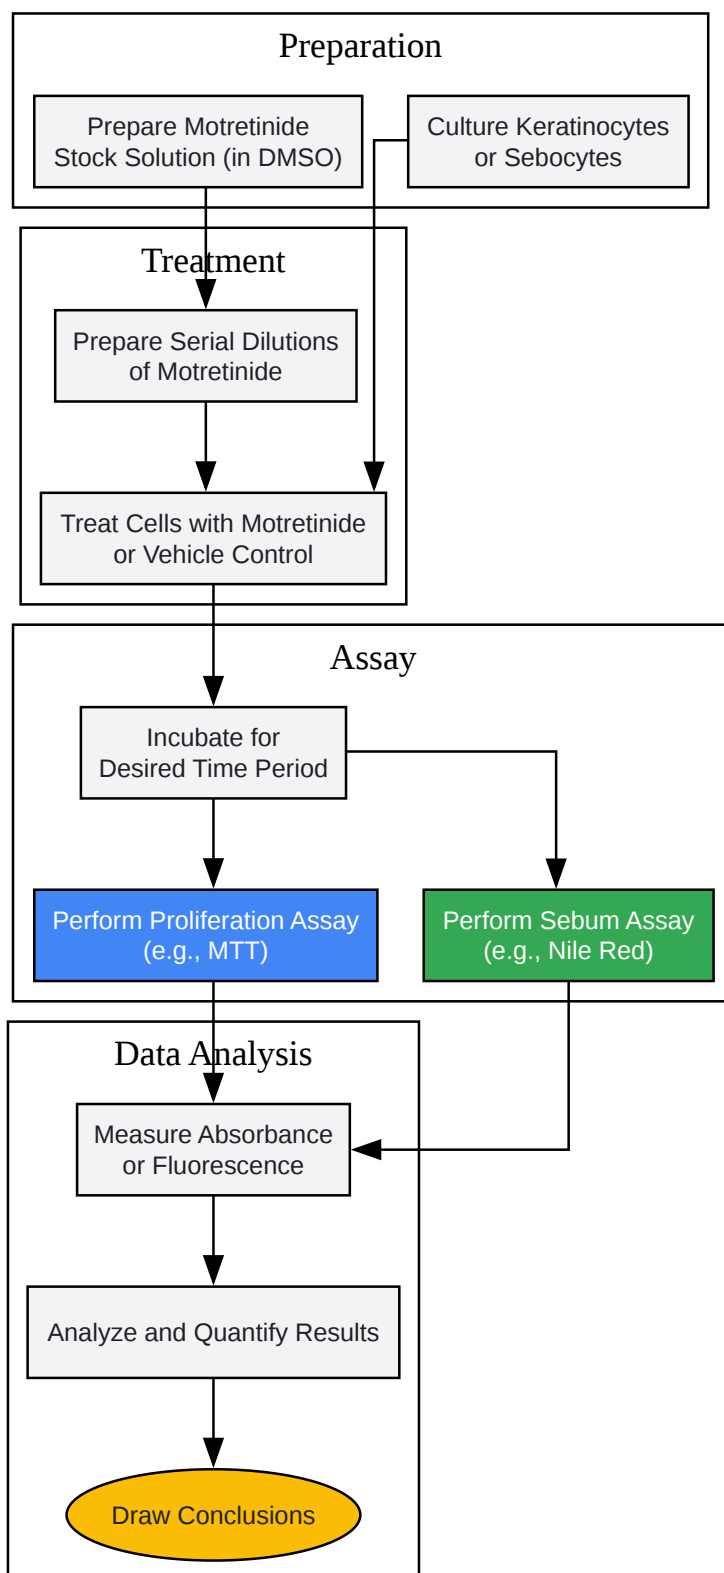 Preparation
Prepare Motretinide
Stock Solution (in DMSO)
Culture Keratinocytes
or Sebocytes
Treatment
Prepare Serial Dilutions
of Motretinide
Treat Cells with Motretinide
or Vehicle Control
Assay
Incubate for
Desired Time Period
Perform Proliferation Assay
(e.g., MTT)
Perform Sebum Assay
(e.g., Nile Red)
Data Analysis
Measure Absorbance
or Fluorescence
Analyze and Quantify Results
Draw Conclusions